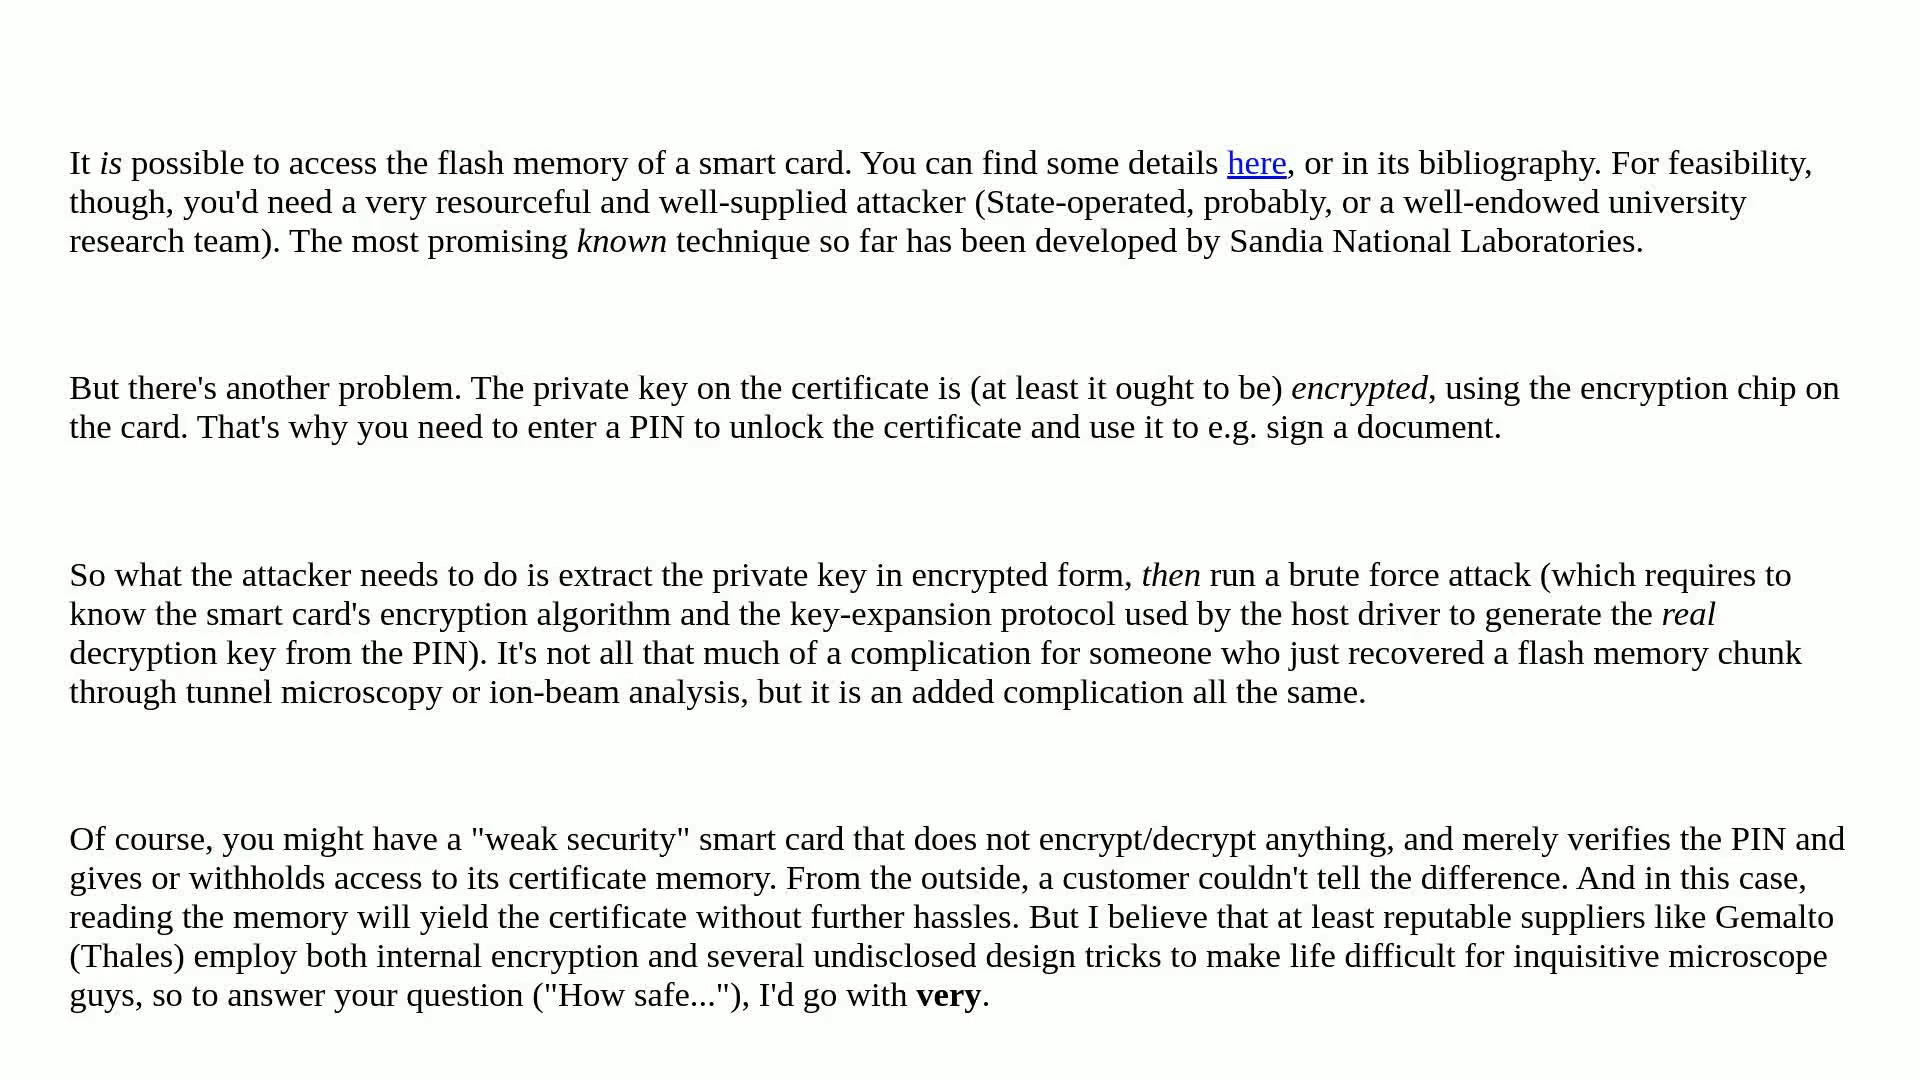 It is possible to access the flash memory of a smart card. You can find some details here, or in its bibliography. For feasibility,
though, you'd need a very resourceful and well-supplied attacker (State-operated, probably, or a well-endowed university
research team). The most promising known technique so far has been developed by Sandia National Laboratories.
But there's another problem. The private key on the certificate is (at least it ought to be) encrypted, using the encryption chip on
the card. That's why you need to enter a PIN to unlock the certificate and use it to e.g. sign a document.
So what the attacker needs to do is extract the private key in encrypted form, then run a brute force attack (which requires to
know the smart card's encryption algorithm and the key-expansion protocol used by the host driver to generate the real
decryption key from the PIN). It's not all that much of a complication for someone who just recovered a flash memory chunk
through tunnel microscopy or ion-beam analysis, but it is an added complication all the same.
Of course, you might have a "weak security" smart card that does not encrypt/decrypt anything, and merely verifies the PIN and
gives or withholds access to its certificate memory. From the outside, a customer couldn't tell the difference. And in this case,
reading the memory will yield the certificate without further hassles. But I believe that at least reputable suppliers like Gemalto
(Thales) employ both internal encryption and several undisclosed design tricks to make life difficult for inquisitive microscope
guys, so to answer your question ("How safe..."), I'd go with very.